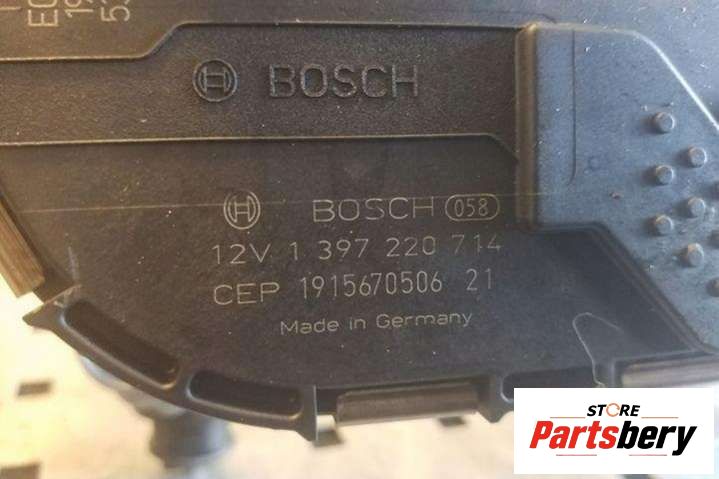 BOSCH
BOSCH 058
12V 1 397 220 714
CEP 1915670506 21
Made in Germany
STORE
Partsbery